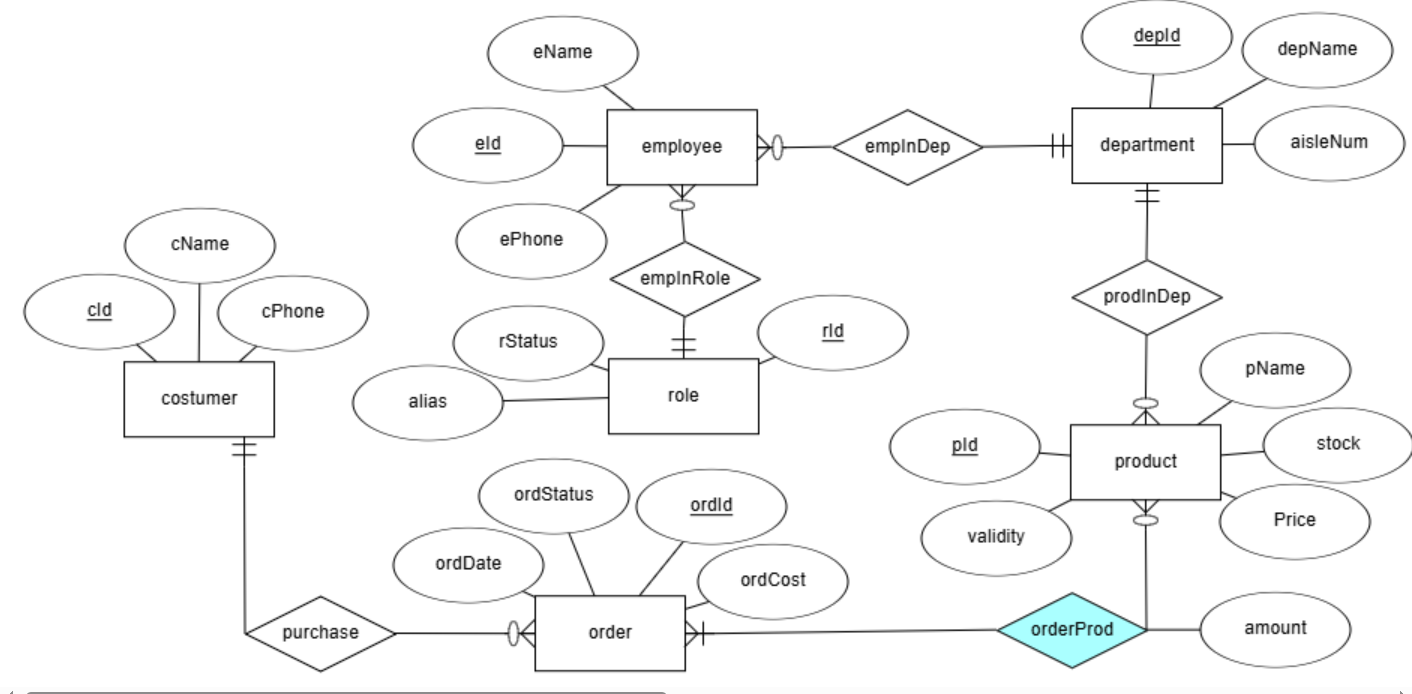 depId
depName
eName
eId
employee
empInDep
department
aisleNum
ePhone
cName
empInRole
prodInDep
cId
cPhone
rStatus
rId
costumer
alias
role
pName
pId
product
stock
ordStatus
ordId
validity
Price
ordDate
ordCost
purchase
order
orderProd
amount